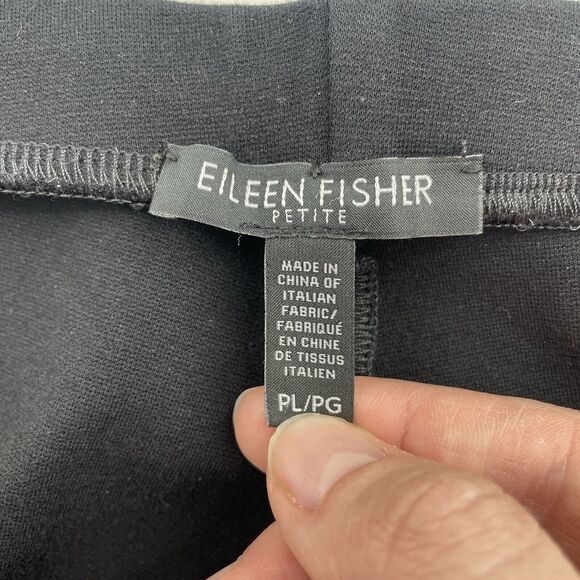 EILEEN FISHER
PETITE
MADE IN
CHINA OF
ITALIAN
FABRIC/
FABRIQUÉ
EN CHINE
DE TISSUS
ITALIEN
PL/PG